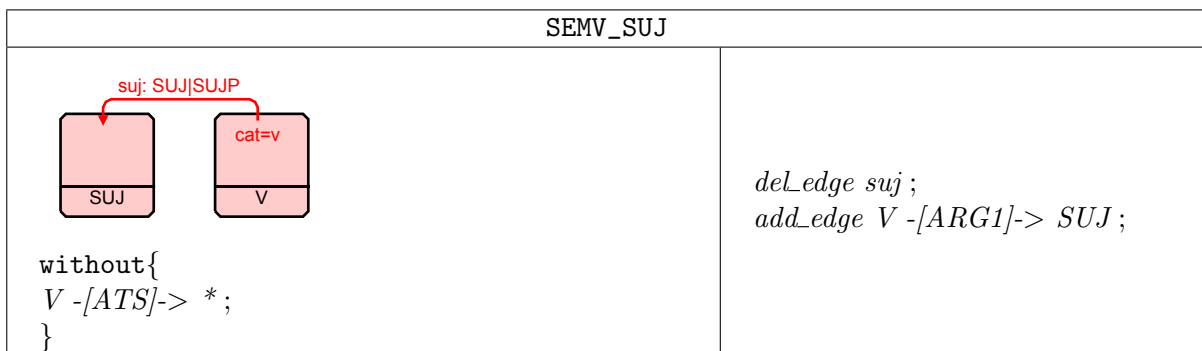 SEMV_SUJ
suj: SUJ|SUJP
cat=v
SUJ
V
without{
V -[ATS]-> * ;
}
del_edge suj ;
add_edge V -[ARG1]-> SUJ ;